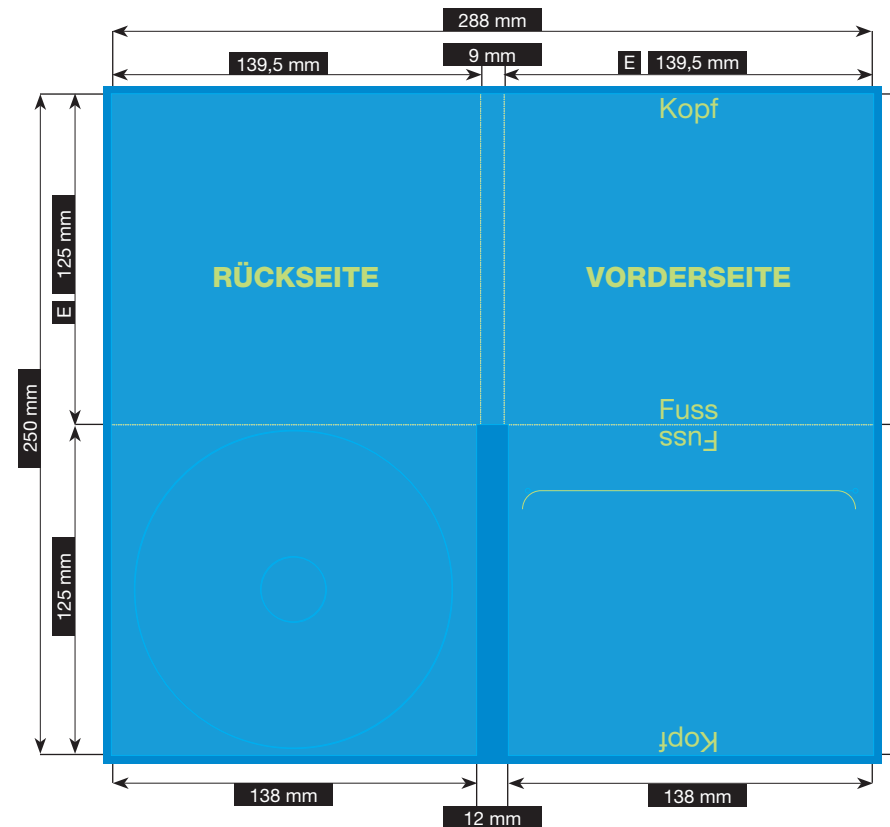 288 mm
9 mm
139,5 mm
E 139,5 mm
Kopf
125 mm
E
250 mm
RÜCKSEITE
VORDERSEITE
Fuss
Fuss
125 mm
Kopf
138 mm
138 mm
12 mm